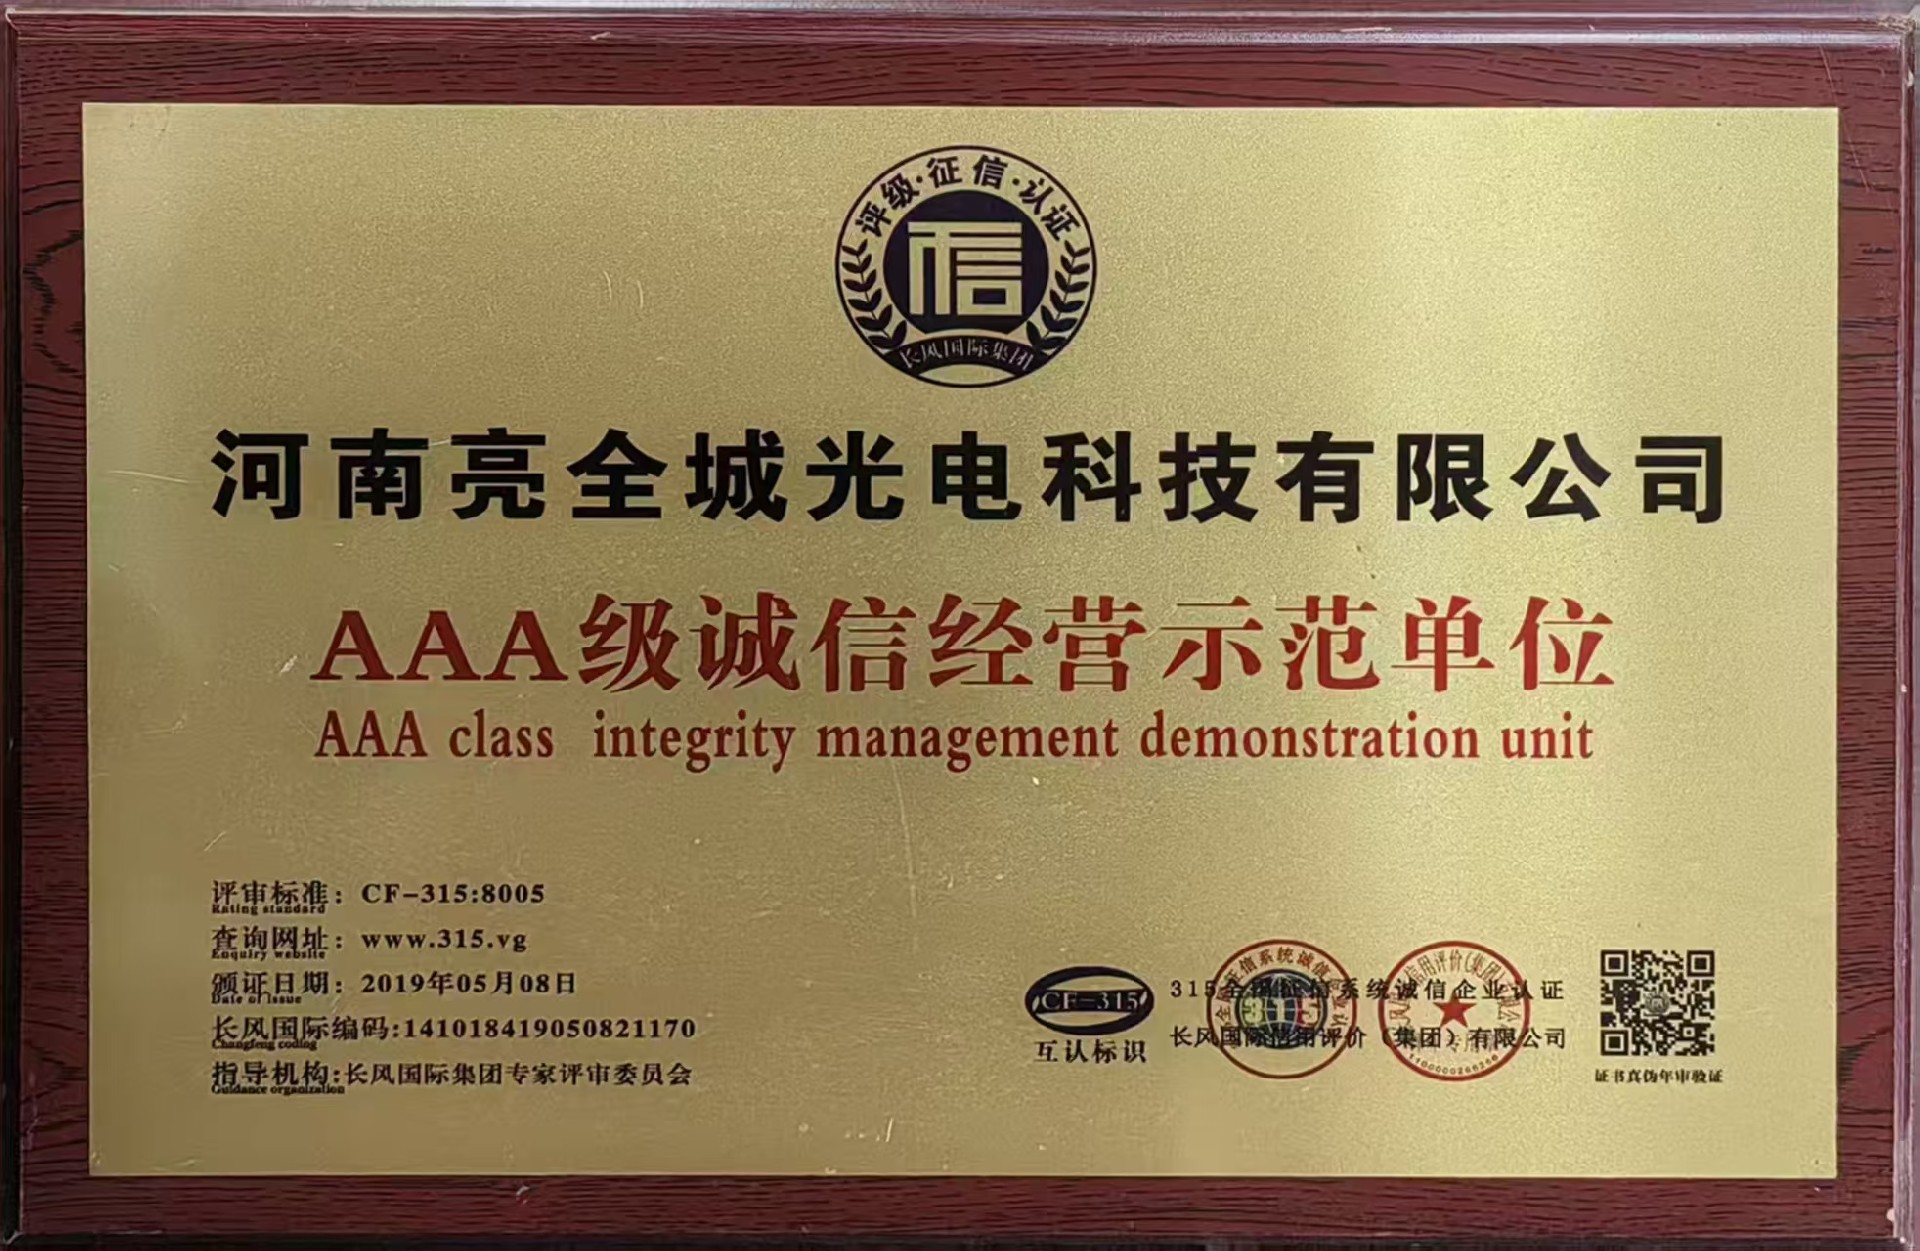 评级·征信·认证
信
长风国际集团
河南亮全城光电科技有限公司
AAA级诚信经营示范单位
AAA class integrity management demonstration unit
评审标准：CF-315:8005
Rating standard
查询网址：www.315.vg
Enquiry website
颁证日期：2019年05月08日
Date of issue
长风国际编码:141018419050821170
Changfeng coding
指导机构:长风国际集团专家评审委员会
Guidance organization
CF-315
互认标识
315全国征信系统诚信企业认证
长风国际信用评价（集团）有限公司
315
证书真伪年审验证